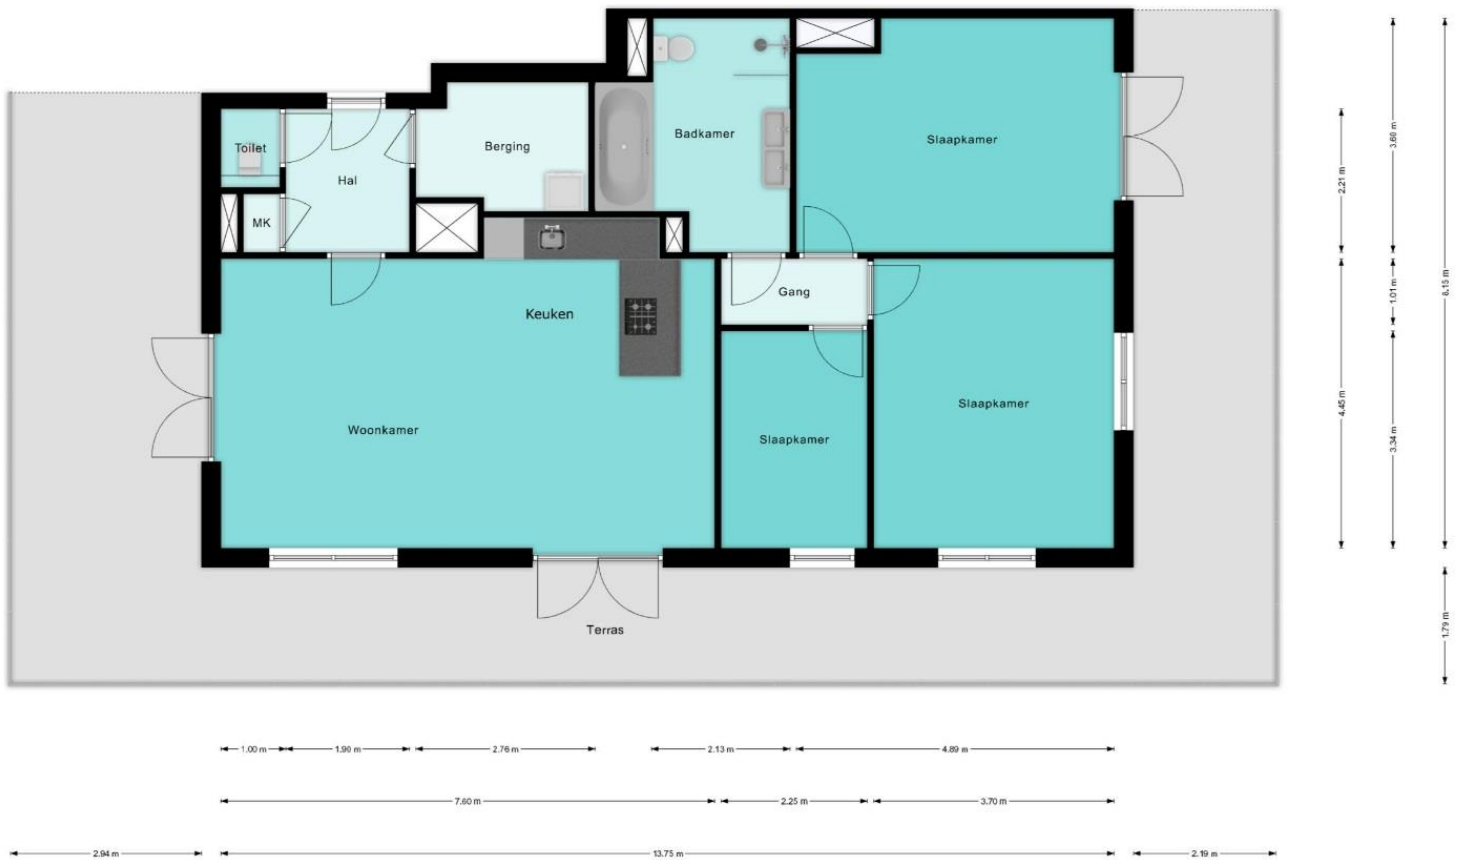 Toilet
Hal
Berging
Badkamer
Slaapkamer
MK
Gang
Keuken
Woonkamer
Slaapkamer
Slaapkamer
Terras
2.21 m
4.45 m
3.60 m
1.01 m
3.34 m
8.15 m
1.79 m
1.00 m
1.90 m
2.76 m
2.13 m
4.89 m
7.60 m
2.25 m
3.70 m
2.94 m
13.75 m
2.19 m